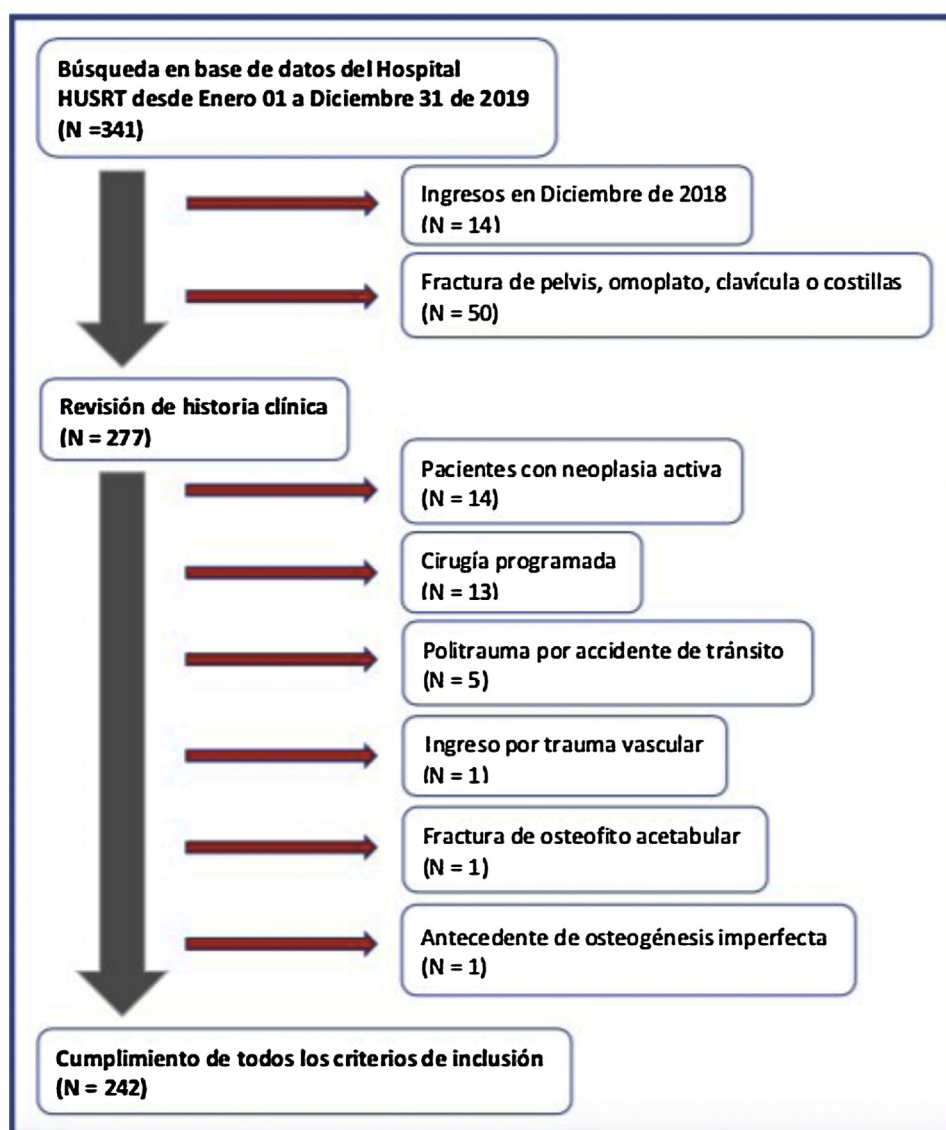 Búsqueda en base de datos del Hospital
HUSRT desde Enero 01 a Diciembre 31 de 2019
(N =341)
Ingresos en Diciembre de 2018
(N = 14)
Fractura de pelvis, omoplato, clavícula o costillas
(N = 50)
Revisión de historia clínica
(N = 277)
Pacientes con neoplasia activa
(N = 14)
Cirugía programada
(N = 13)
Politrauma por accidente de tránsito
(N = 5)
Ingreso por trauma vascular
(N = 1)
Fractura de osteofito acetabular
(N = 1)
Antecedente de osteogénesis imperfecta
(N = 1)
Cumplimiento de todos los criterios de inclusión
(N = 242)